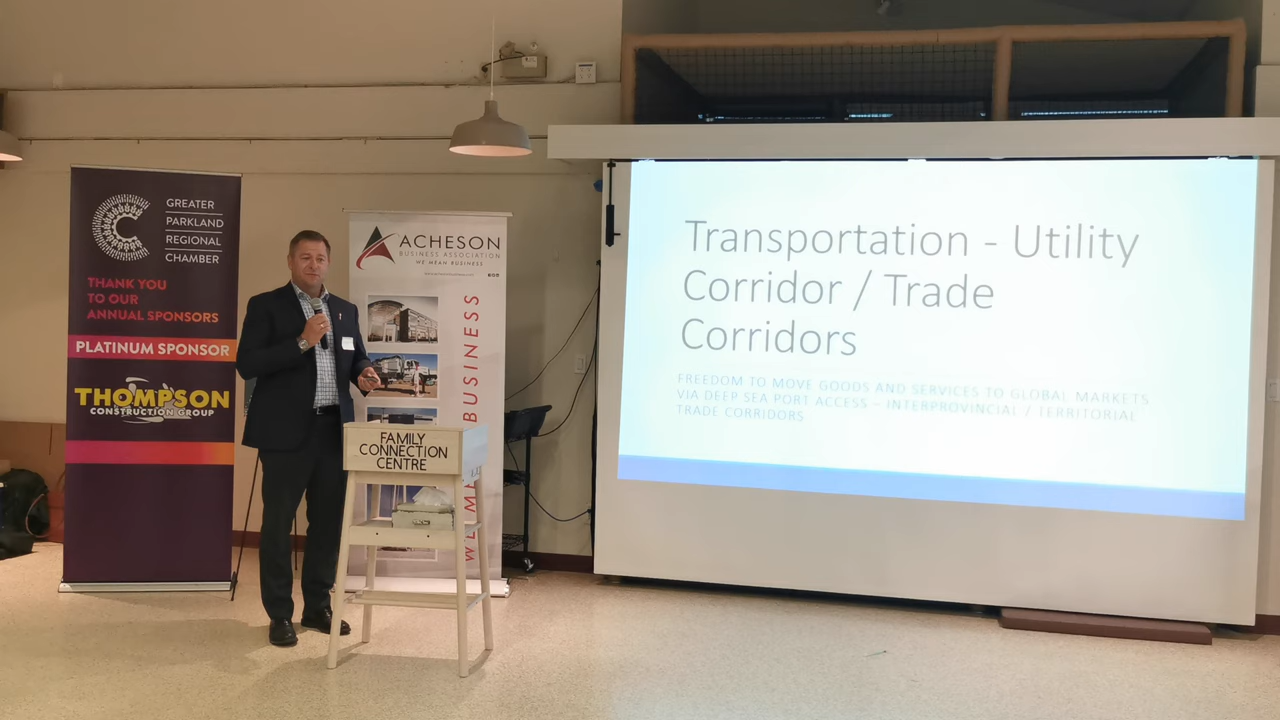 GREATER
PARKLAND
REGIONAL
CHAMBER
THANK YOU
TO OUR
ANNUAL SPONSORS
PLATINUM SPONSOR
THOMPSON
CONSTRUCTION GROUP
ACHESON
BUSINESS ASSOCIATION
WE MEAN BUSINESS
BUSINESS
FAMILY
CONNECTION
CENTRE
Transportation - Utility
Corridor / Trade
Corridors
FREEDOM TO MOVE GOODS AND SERVICES TO GLOBAL MARKETS
VIA DEEP SEA PORT ACCESS – INTERPROVINCIAL / TERRITORIAL
TRADE CORRIDORS